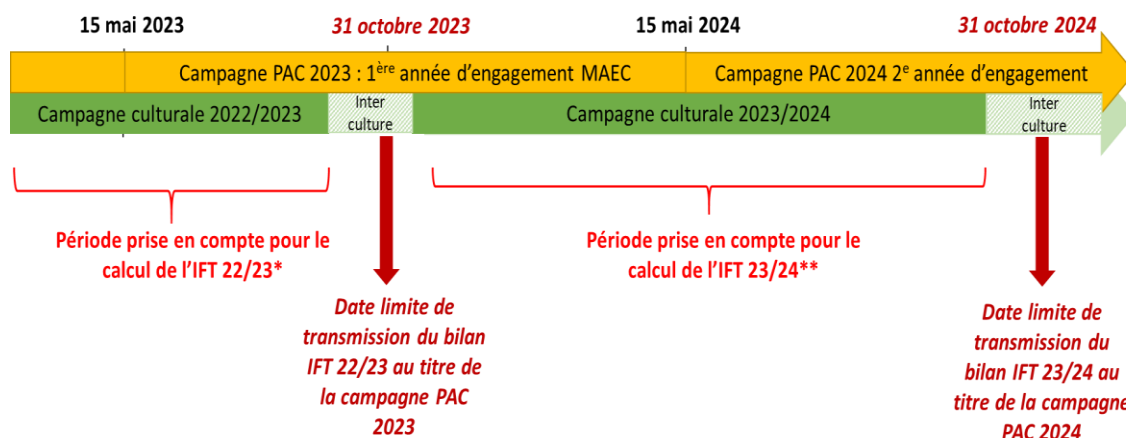 15 mai 2023
31 octobre 2023
15 mai 2024
31 octobre 2024
Campagne PAC 2023 : 1ère année d'engagement MAEC
Campagne PAC 2024 2e année d'engagement
Campagne culturale 2022/2023
Inter
culture
Campagne culturale 2023/2024
Inter
culture
Période prise en compte pour le
calcul de l'IFT 22/23*
Période prise en compte pour le
calcul de l'IFT 23/24**
Date limite de
transmission du bilan
IFT 22/23 au titre de
la campagne PAC
2023
Date limite de
transmission du
bilan IFT 23/24 au
titre de la campagne
PAC 2024